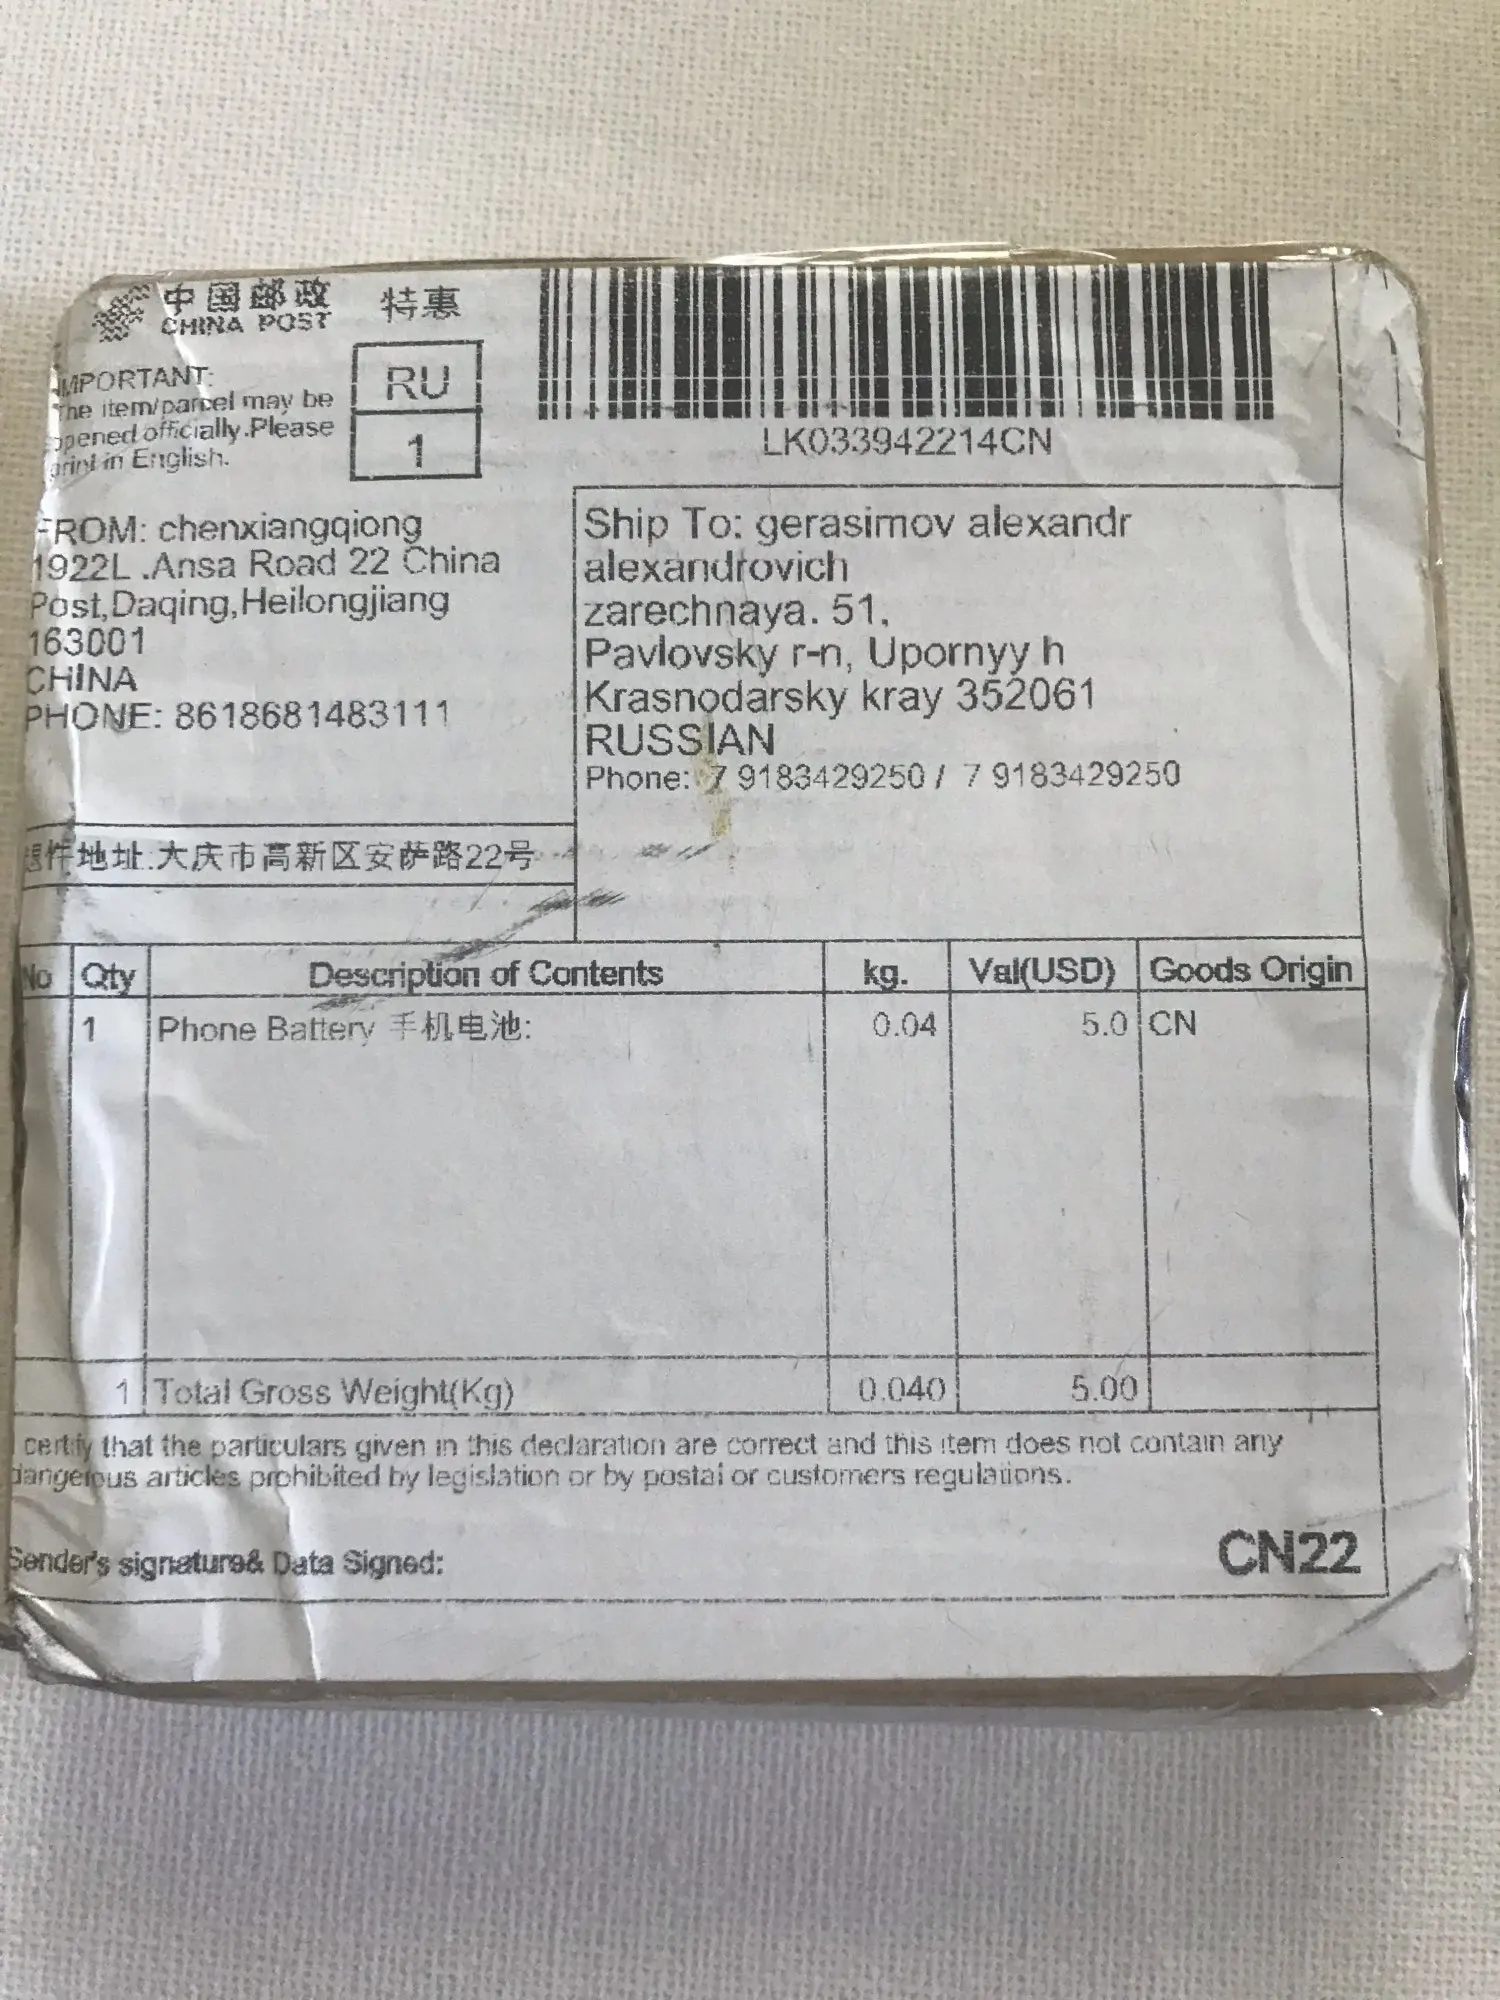 中国邮政 特惠
CHINA POST
IMPORTANT:
The item/parcel may be
opened officially.Please
print in English.
RU
1
LK033942214CN
FROM: chenxiangqiong
1922L .Ansa Road 22 China
Post,Daqing,Heilongjiang
163001
CHINA
PHONE: 8618681483111
Ship To: gerasimov alexandr
alexandrovich
zarechnaya. 51,
Pavlovsky r-n, Upornyy h
Krasnodarsky kray 352061
RUSSIAN
Phone: 7 9183429250 / 7 9183429250
退件地址:大庆市高新区安萨路22号
No Qty Description of Contents kg. Val(USD) Goods Origin
1 Phone Battery 手机电池: 0.04 5.0 CN
1 Total Gross Weight(Kg) 0.040 5.00
I certify that the particulars given in this declaration are correct and this item does not contain any
dangerous articles prohibited by legislation or by postal or customers regulations.
Sender's signature& Data Signed:
CN22